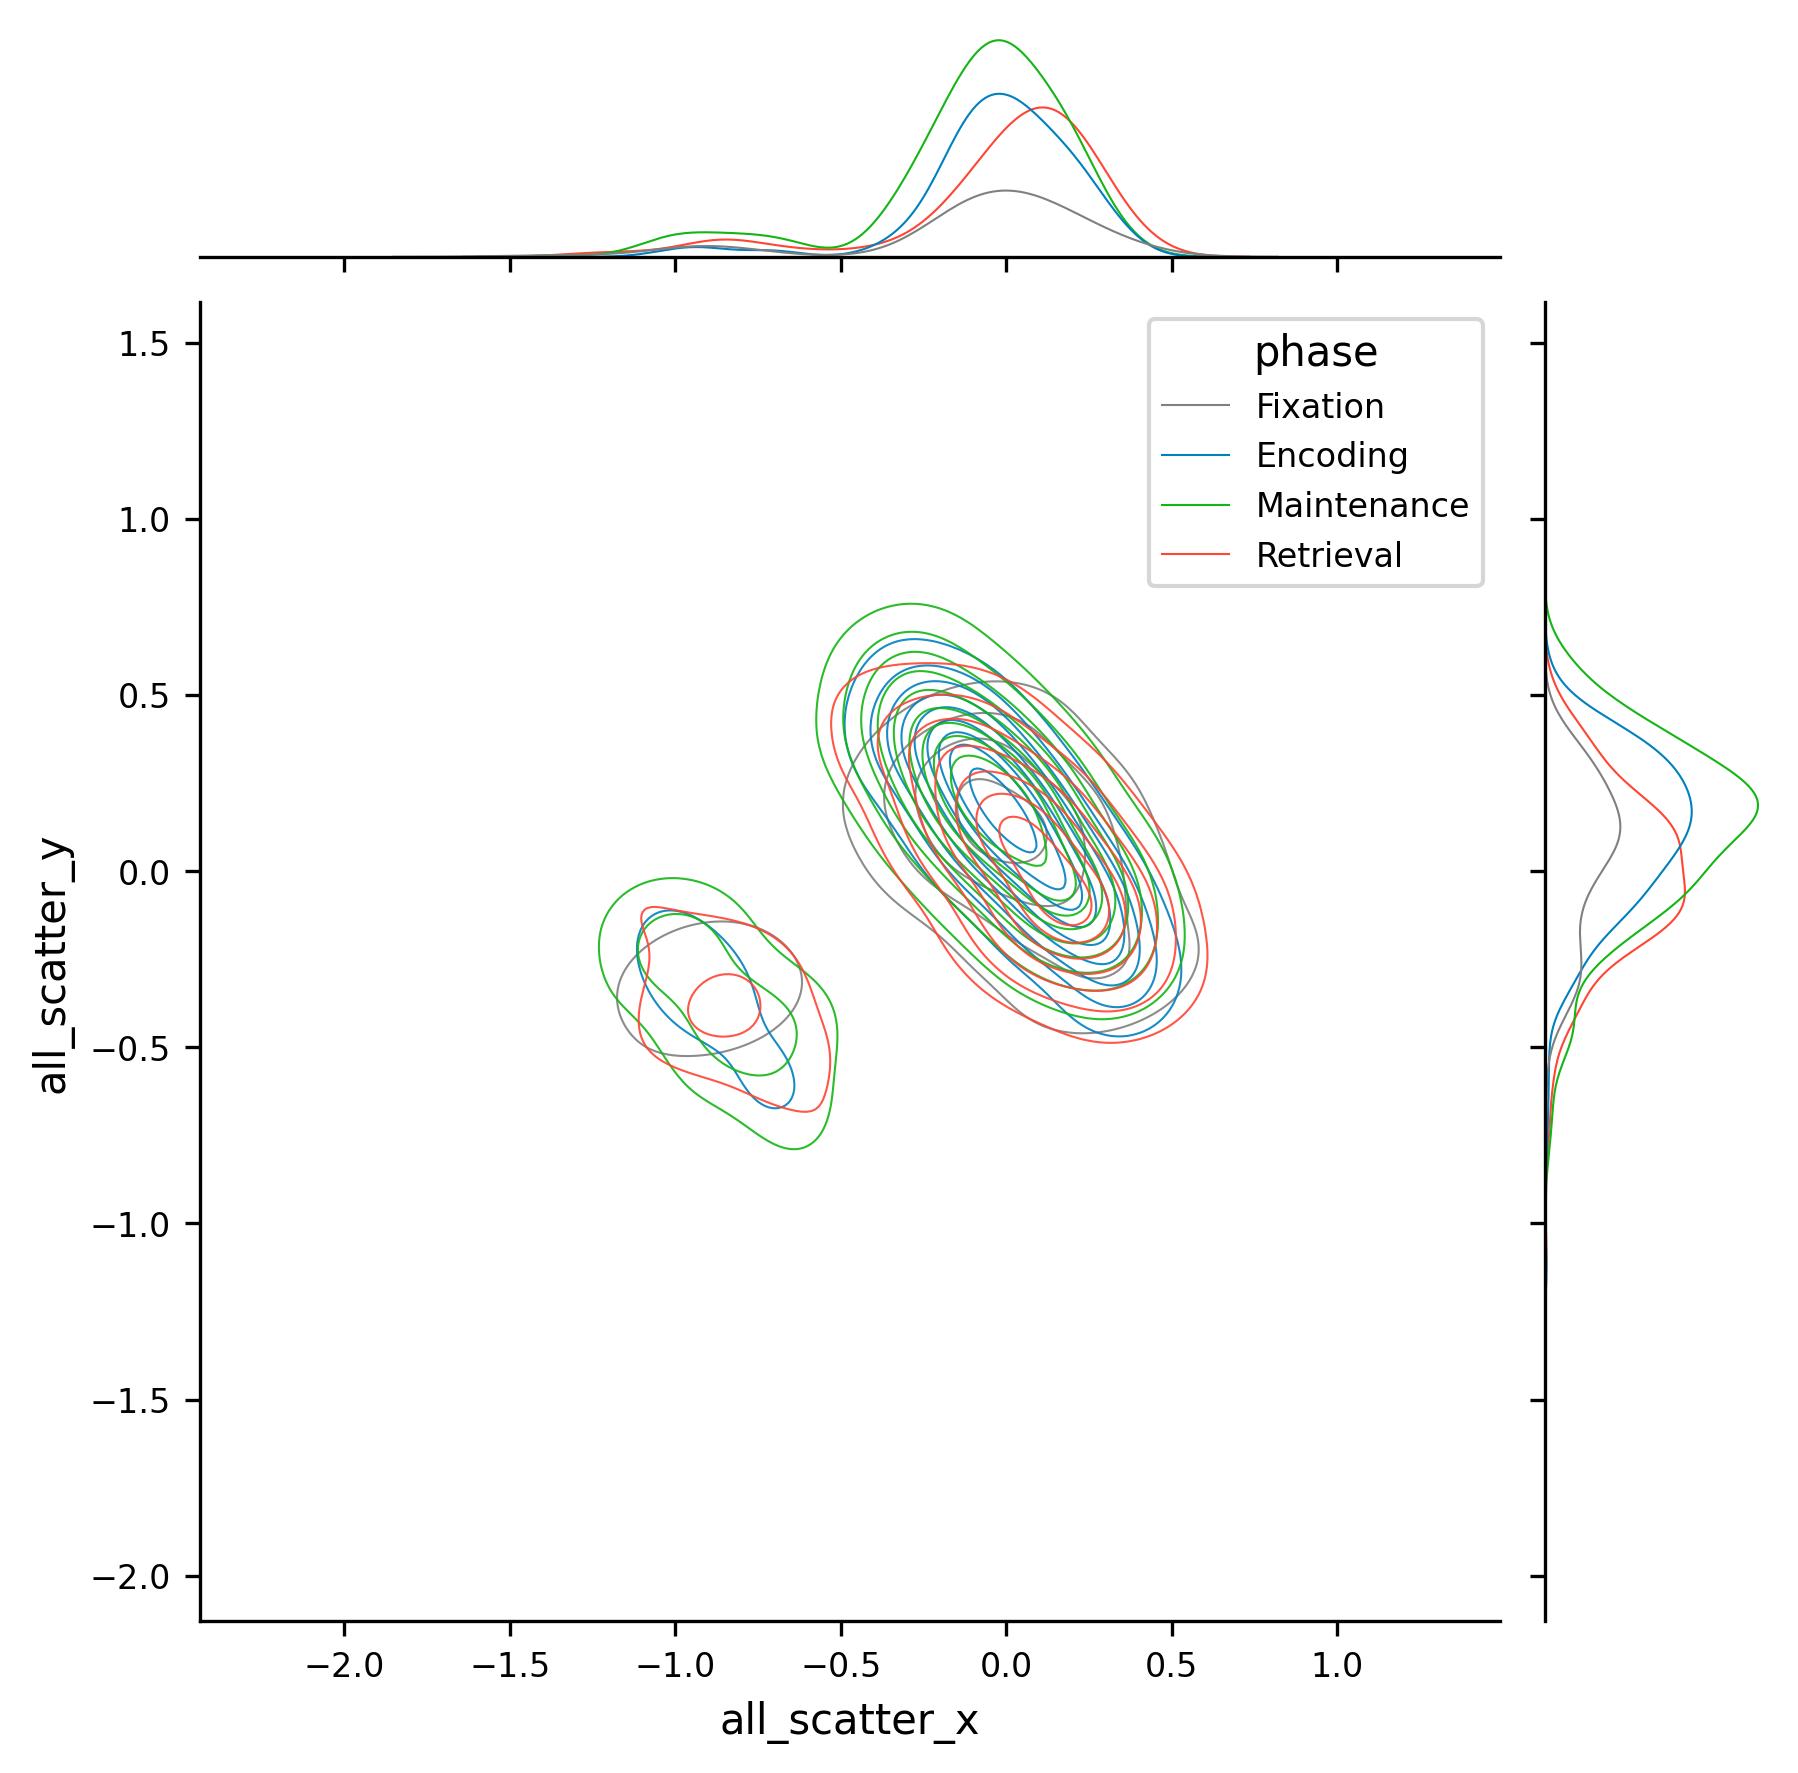 phase
Fixation
Encoding
Maintenance
Retrieval
1.5
1.0
0.5
0.0
−0.5
−1.0
−1.5
−2.0
all_scatter_y
−2.0 −1.5 −1.0 −0.5 0.0 0.5 1.0
all_scatter_x